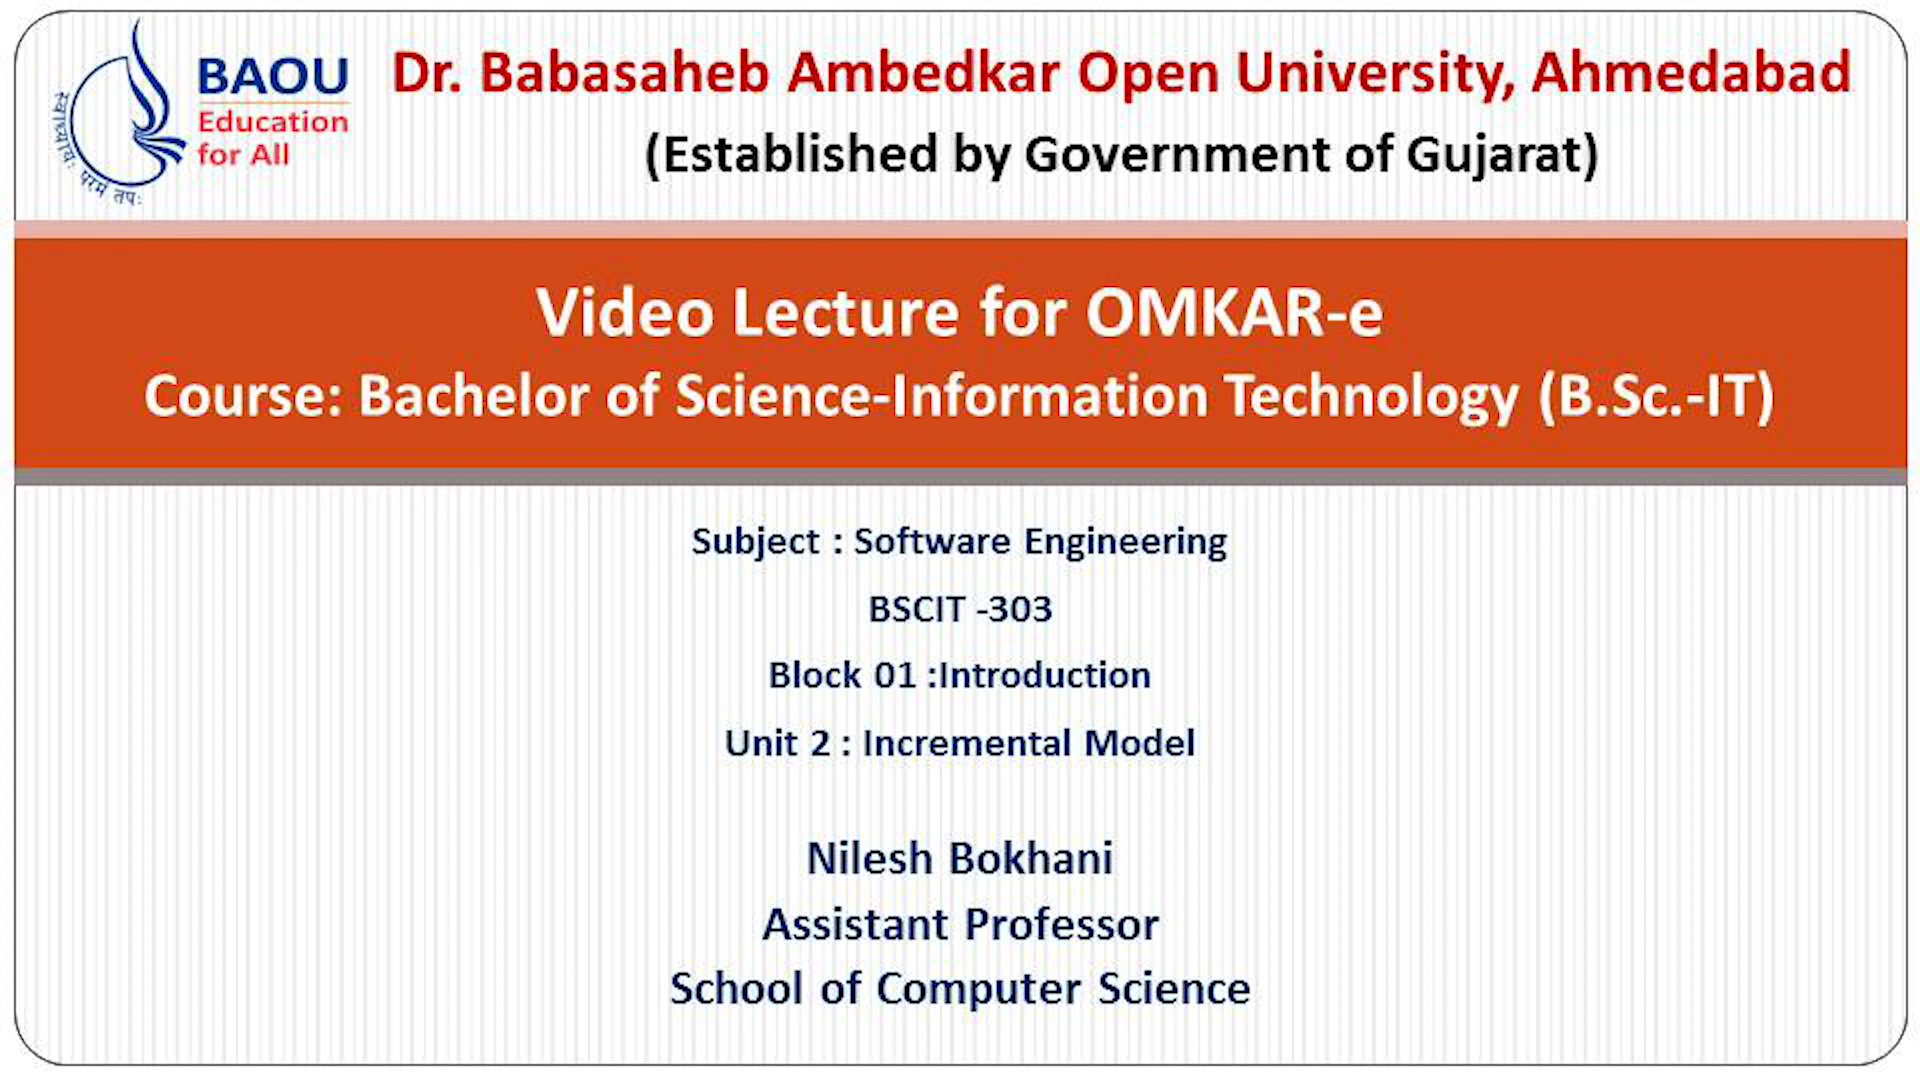 BAOU
Education
for All
स्वाध्यायः परमं तपः
Dr. Babasaheb Ambedkar Open University, Ahmedabad
(Established by Government of Gujarat)
Video Lecture for OMKAR-e
Course: Bachelor of Science-Information Technology (B.Sc.-IT)
Subject : Software Engineering
BSCIT -303
Block 01 :Introduction
Unit 2 : Incremental Model
Nilesh Bokhani
Assistant Professor
School of Computer Science